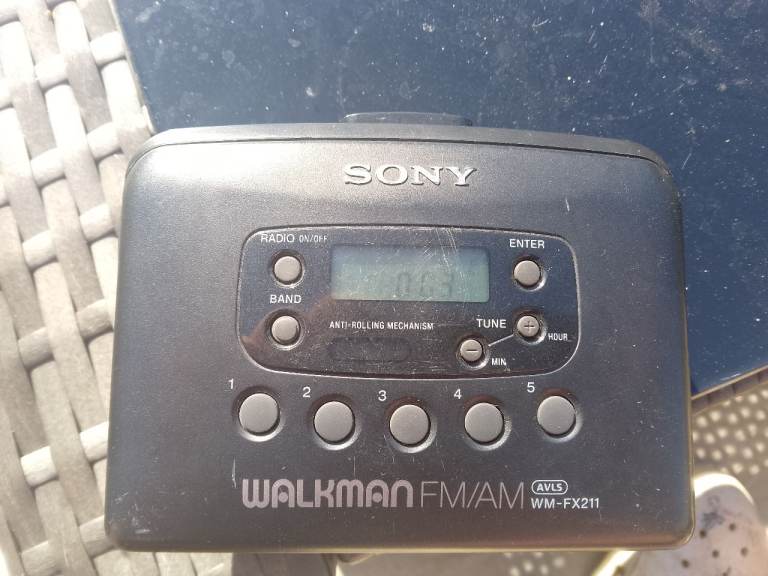 SONY
RADIO ON/OFF
ENTER
BAND
ANTI-ROLLING MECHANISM
TUNE
+
HOUR
−
MIN
1
2
3
4
5
WALKMAN FM/AM
AVLS
WM-FX211